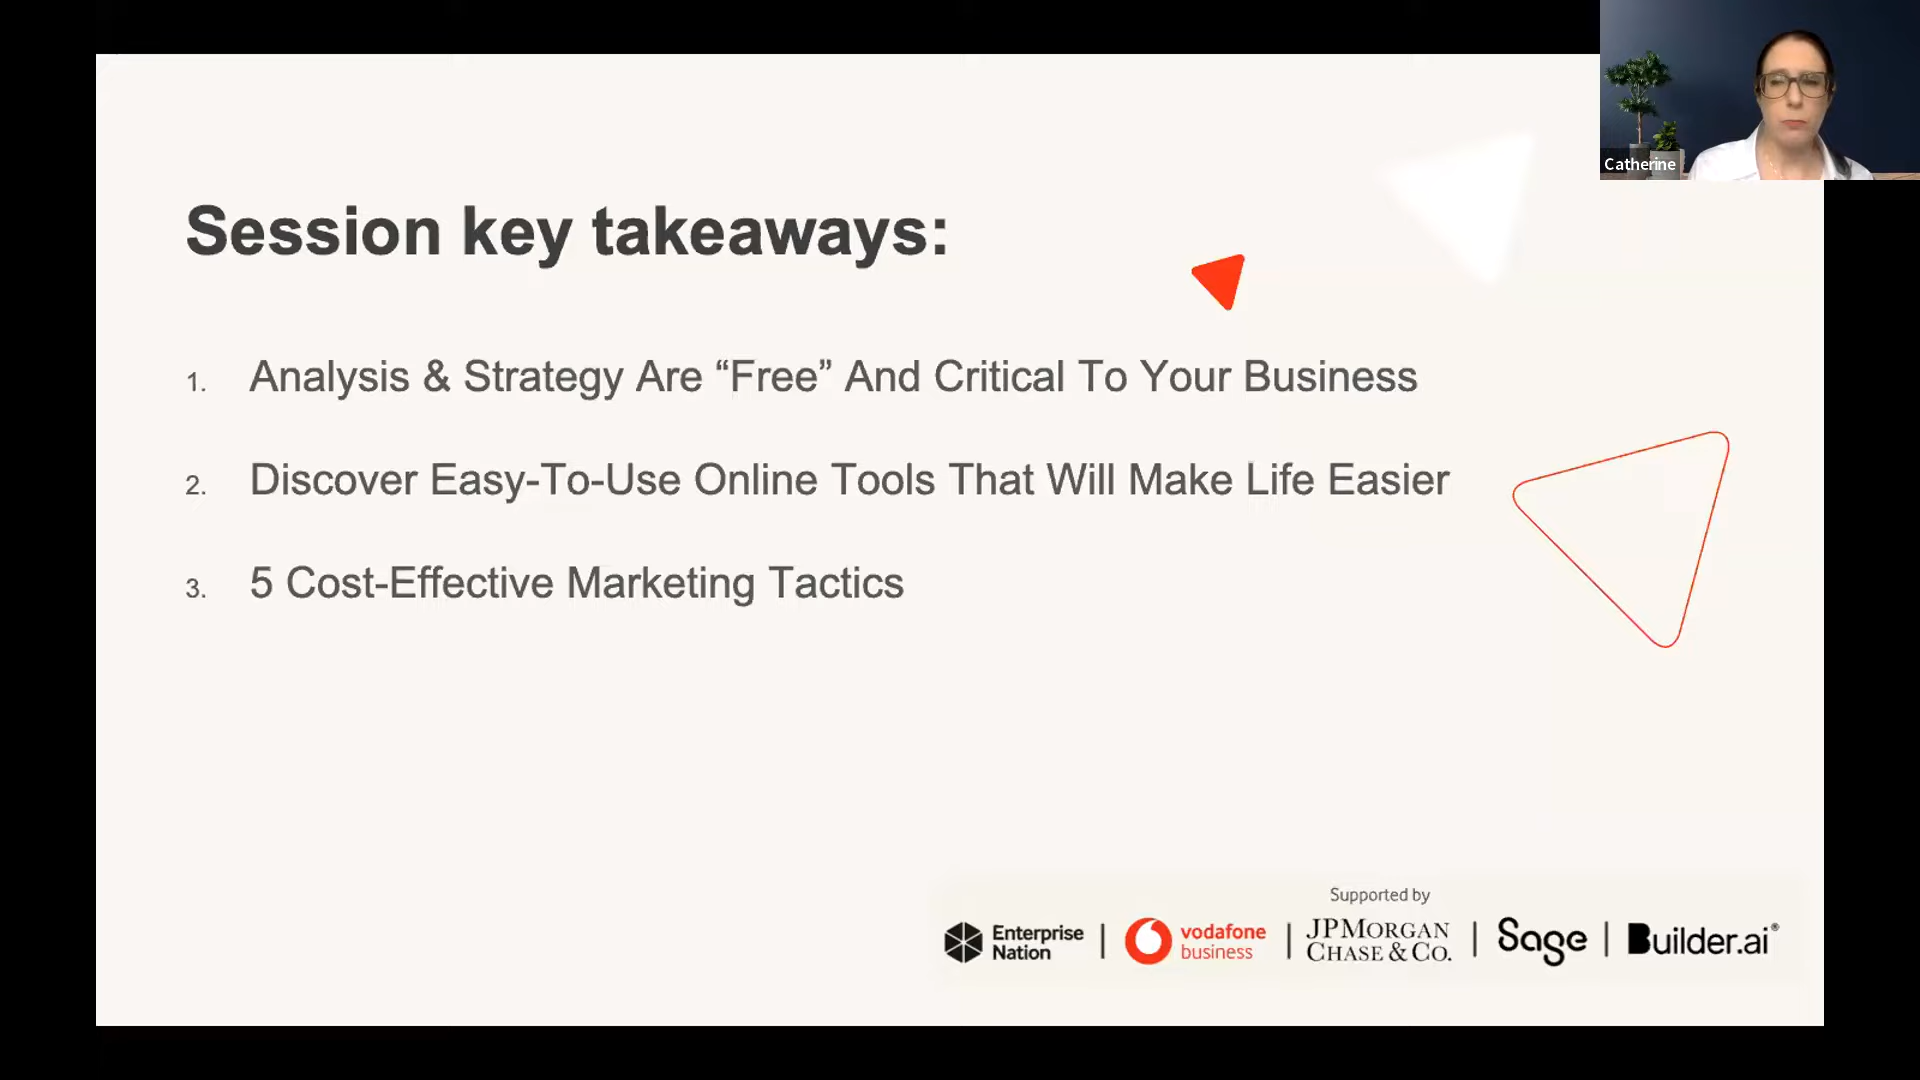 Catherine
Session key takeaways:
1. Analysis & Strategy Are “Free” And Critical To Your Business
2. Discover Easy-To-Use Online Tools That Will Make Life Easier
3. 5 Cost-Effective Marketing Tactics
Supported by
Enterprise
Nation
vodafone
business
JPMORGAN
CHASE & CO.
Sage
Builder.ai®